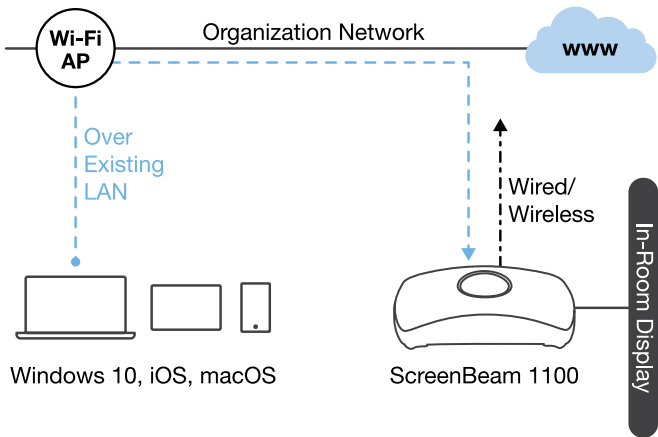 Wi-Fi
AP
Organization Network
www
Over
Existing
LAN
Wired/
Wireless
In-Room Display
Windows 10, iOS, macOS
ScreenBeam 1100